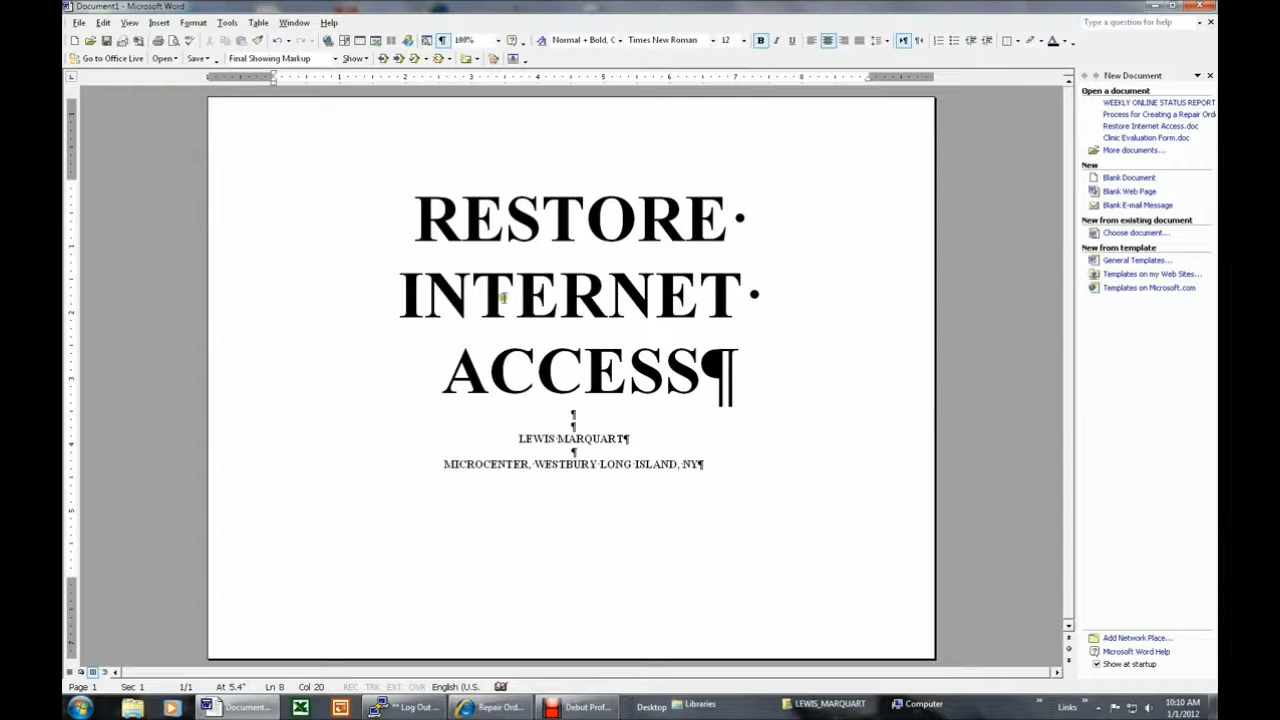 Document1 - Microsoft Word
File Edit View Insert Format Tools Table Window Help
Type a question for help
100%
Normal + Bold, C
Times New Roman
12
B I U
Go to Office Live Open Save
Final Showing Markup
Show
New Document
Open a document
WEEKLY ONLINE STATUS REPORT
Process for Creating a Repair Ord
Restore Internet Access.doc
Clinic Evaluation Form.doc
More documents...
New
Blank Document
Blank Web Page
Blank E-mail Message
New from existing document
Choose document...
New from template
General Templates...
Templates on my Web Sites...
Templates on Microsoft.com
RESTORE·
INTERNET·
ACCESS¶
¶
¶
LEWIS·MARQUART¶
¶
MICROCENTER,·WESTBURY·LONG·ISLAND,·NY¶
Add Network Place...
Microsoft Word Help
Show at startup
Page 1 Sec 1 1/1 At 5.4" Ln 8 Col 20 REC TRK EXT OVR English (U.S.
Document...
** Log Out ...
Repair Ord...
Debut Prof...
Desktop
Libraries
LEWIS_MARQUART
Computer
Links
10:10 AM
1/1/2012